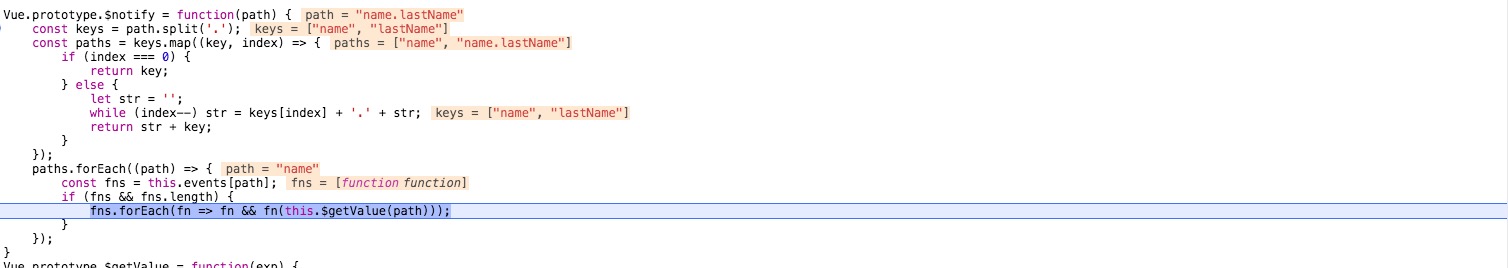 Vue.prototype.$notify = function(path) { path = "name.lastName"
const keys = path.split('.'); keys = ["name", "lastName"]
const paths = keys.map((key, index) => { paths = ["name", "name.lastName"]
if (index === 0) {
return key;
} else {
let str = '';
while (index--) str = keys[index] + '.' + str; keys = ["name", "lastName"]
return str + key;
}
});
paths.forEach((path) => { path = "name"
const fns = this.events[path]; fns = [function function]
if (fns && fns.length) {
fns.forEach(fn => fn && fn(this.$getValue(path)));
}
});
}
Vue.prototype.$getValue = function(exp) {